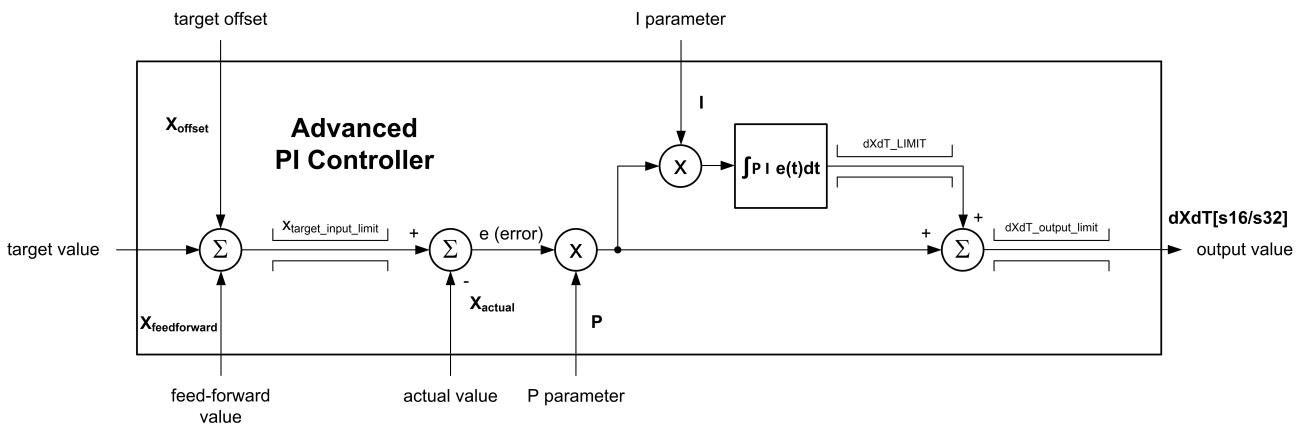 target offset
I parameter
Xoffset
Advanced
PI Controller
I
X
∫P I e(t)dt
dXdT_LIMIT
dXdT[s16/s32]
target value
Σ
Xtarget_input_limit
+
Σ
e (error)
X
+
+
Σ
dXdT_output_limit
output value
-
Xactual
Xfeedforward
P
feed-forward
value
actual value
P parameter